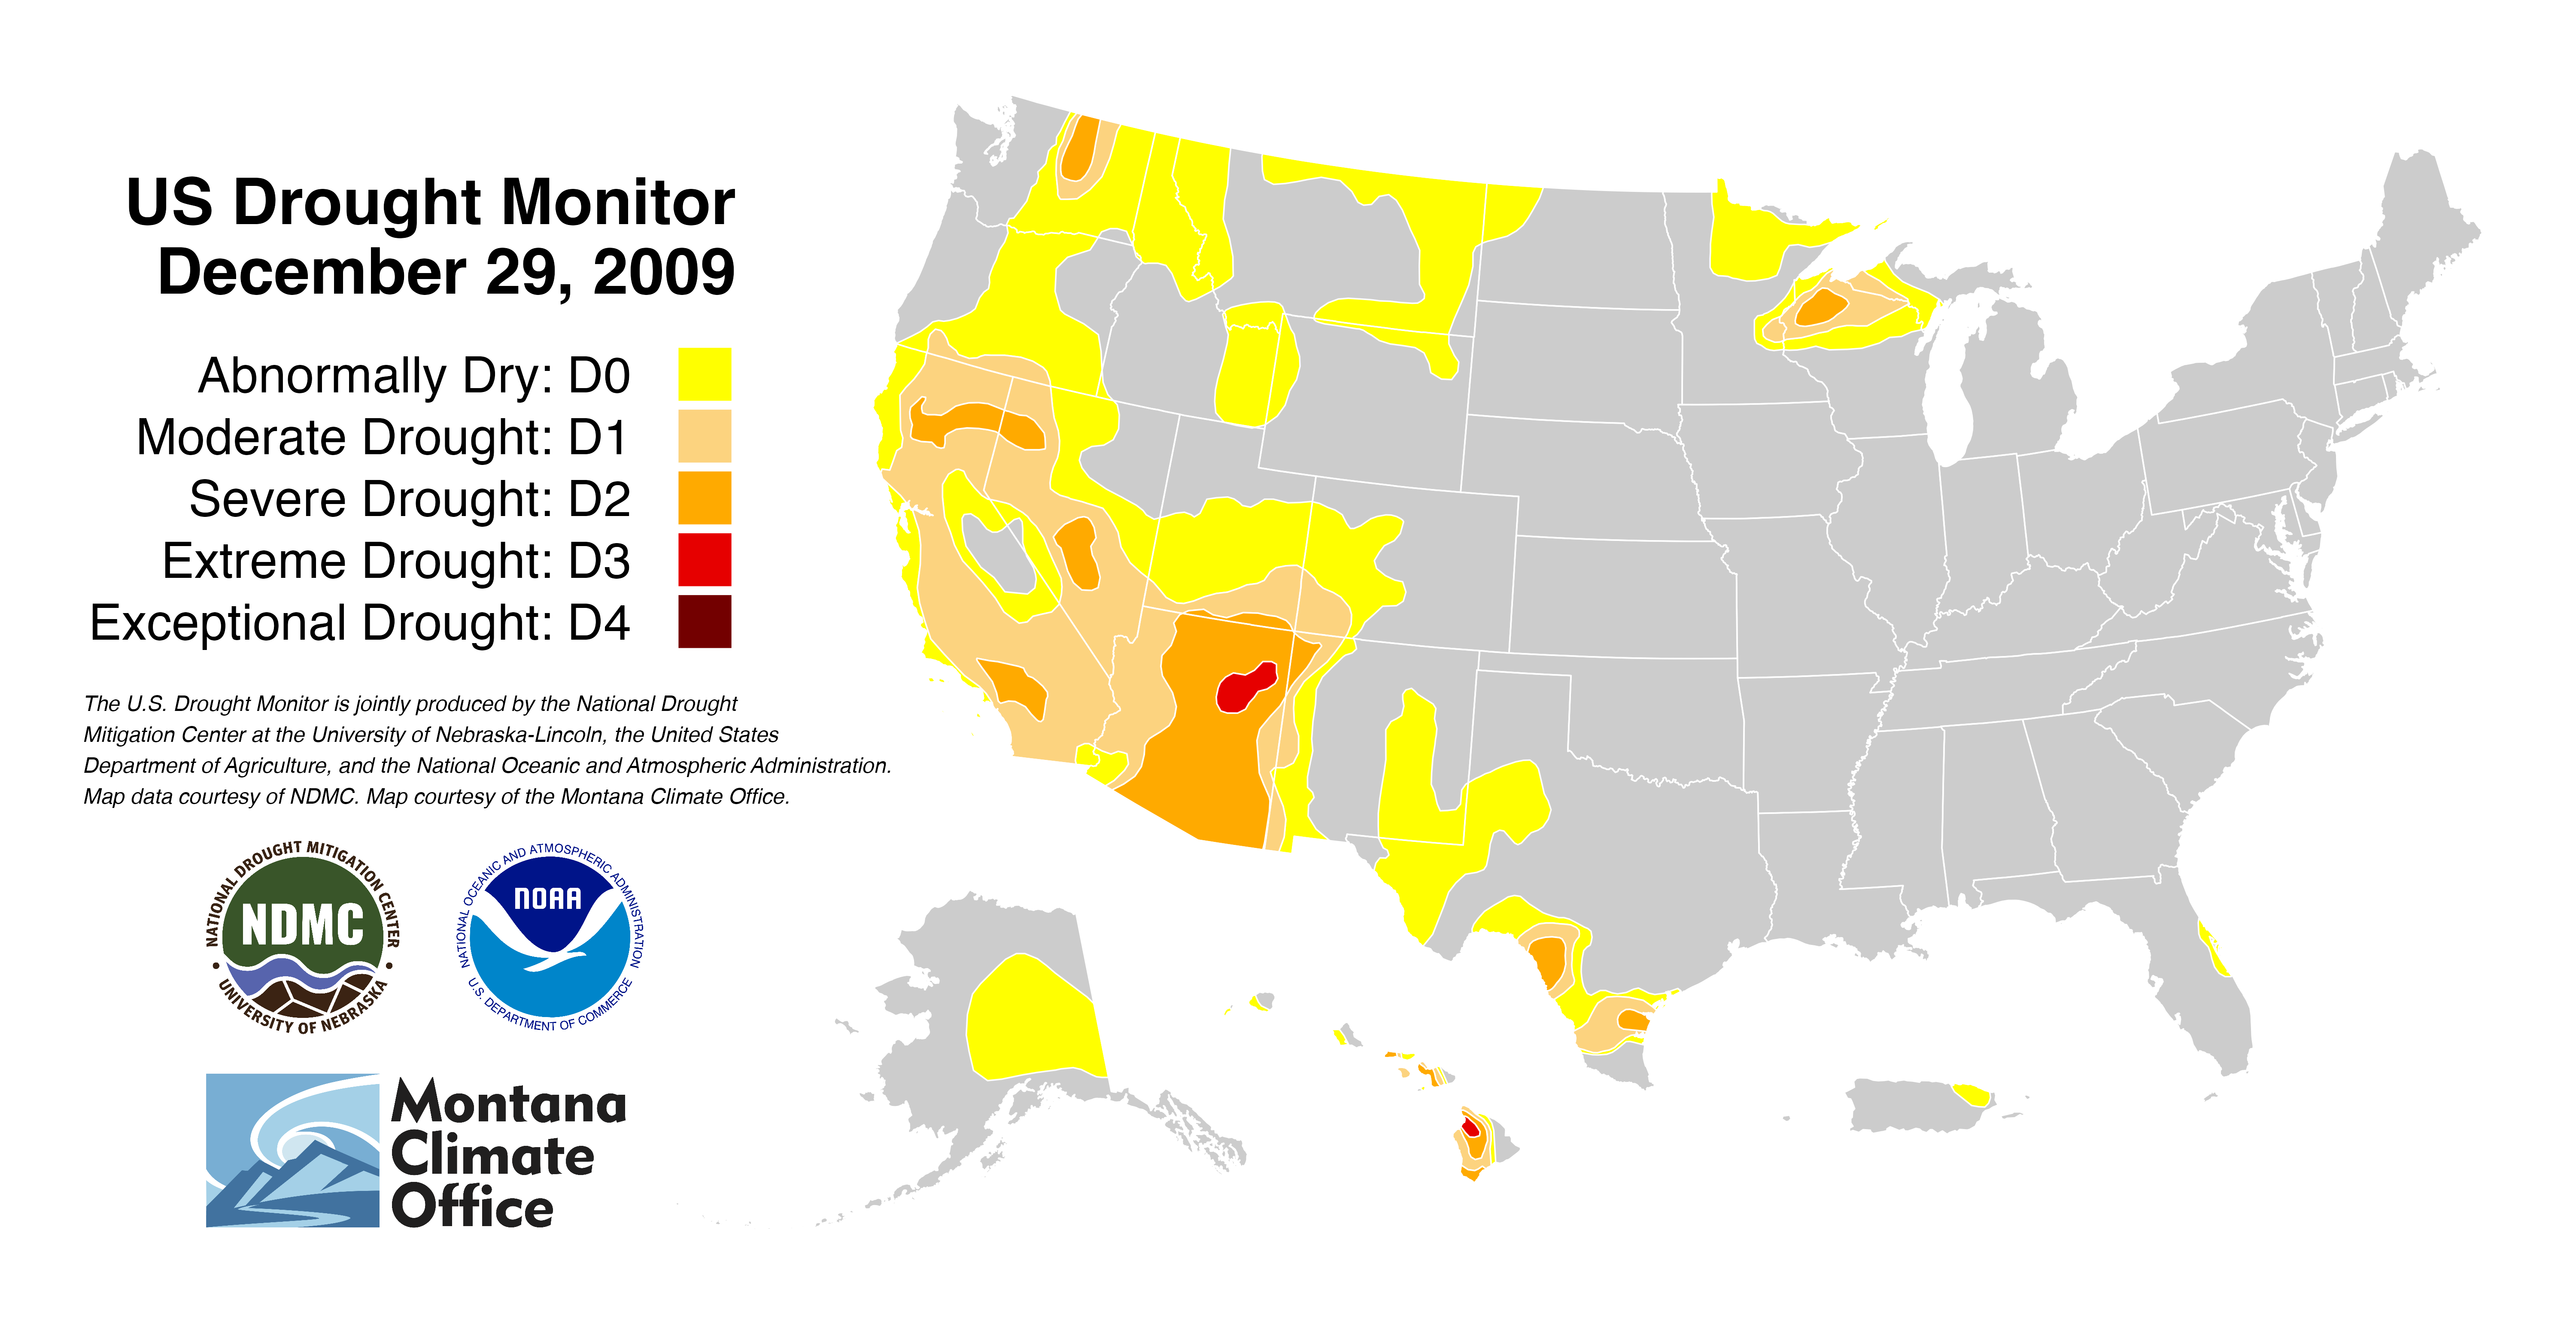 US Drought Monitor
December 29, 2009
Abnormally Dry: D0
Moderate Drought: D1
Severe Drought: D2
Extreme Drought: D3
Exceptional Drought: D4
The U.S. Drought Monitor is jointly produced by the National Drought
Mitigation Center at the University of Nebraska-Lincoln, the United States
Department of Agriculture, and the National Oceanic and Atmospheric Administration.
Map data courtesy of NDMC. Map courtesy of the Montana Climate Office.
NATIONAL DROUGHT MITIGATION CENTER
NDMC
• UNIVERSITY OF NEBRASKA •
NATIONAL OCEANIC AND ATMOSPHERIC ADMINISTRATION
NOAA
U.S. DEPARTMENT OF COMMERCE
Montana
Climate
Office